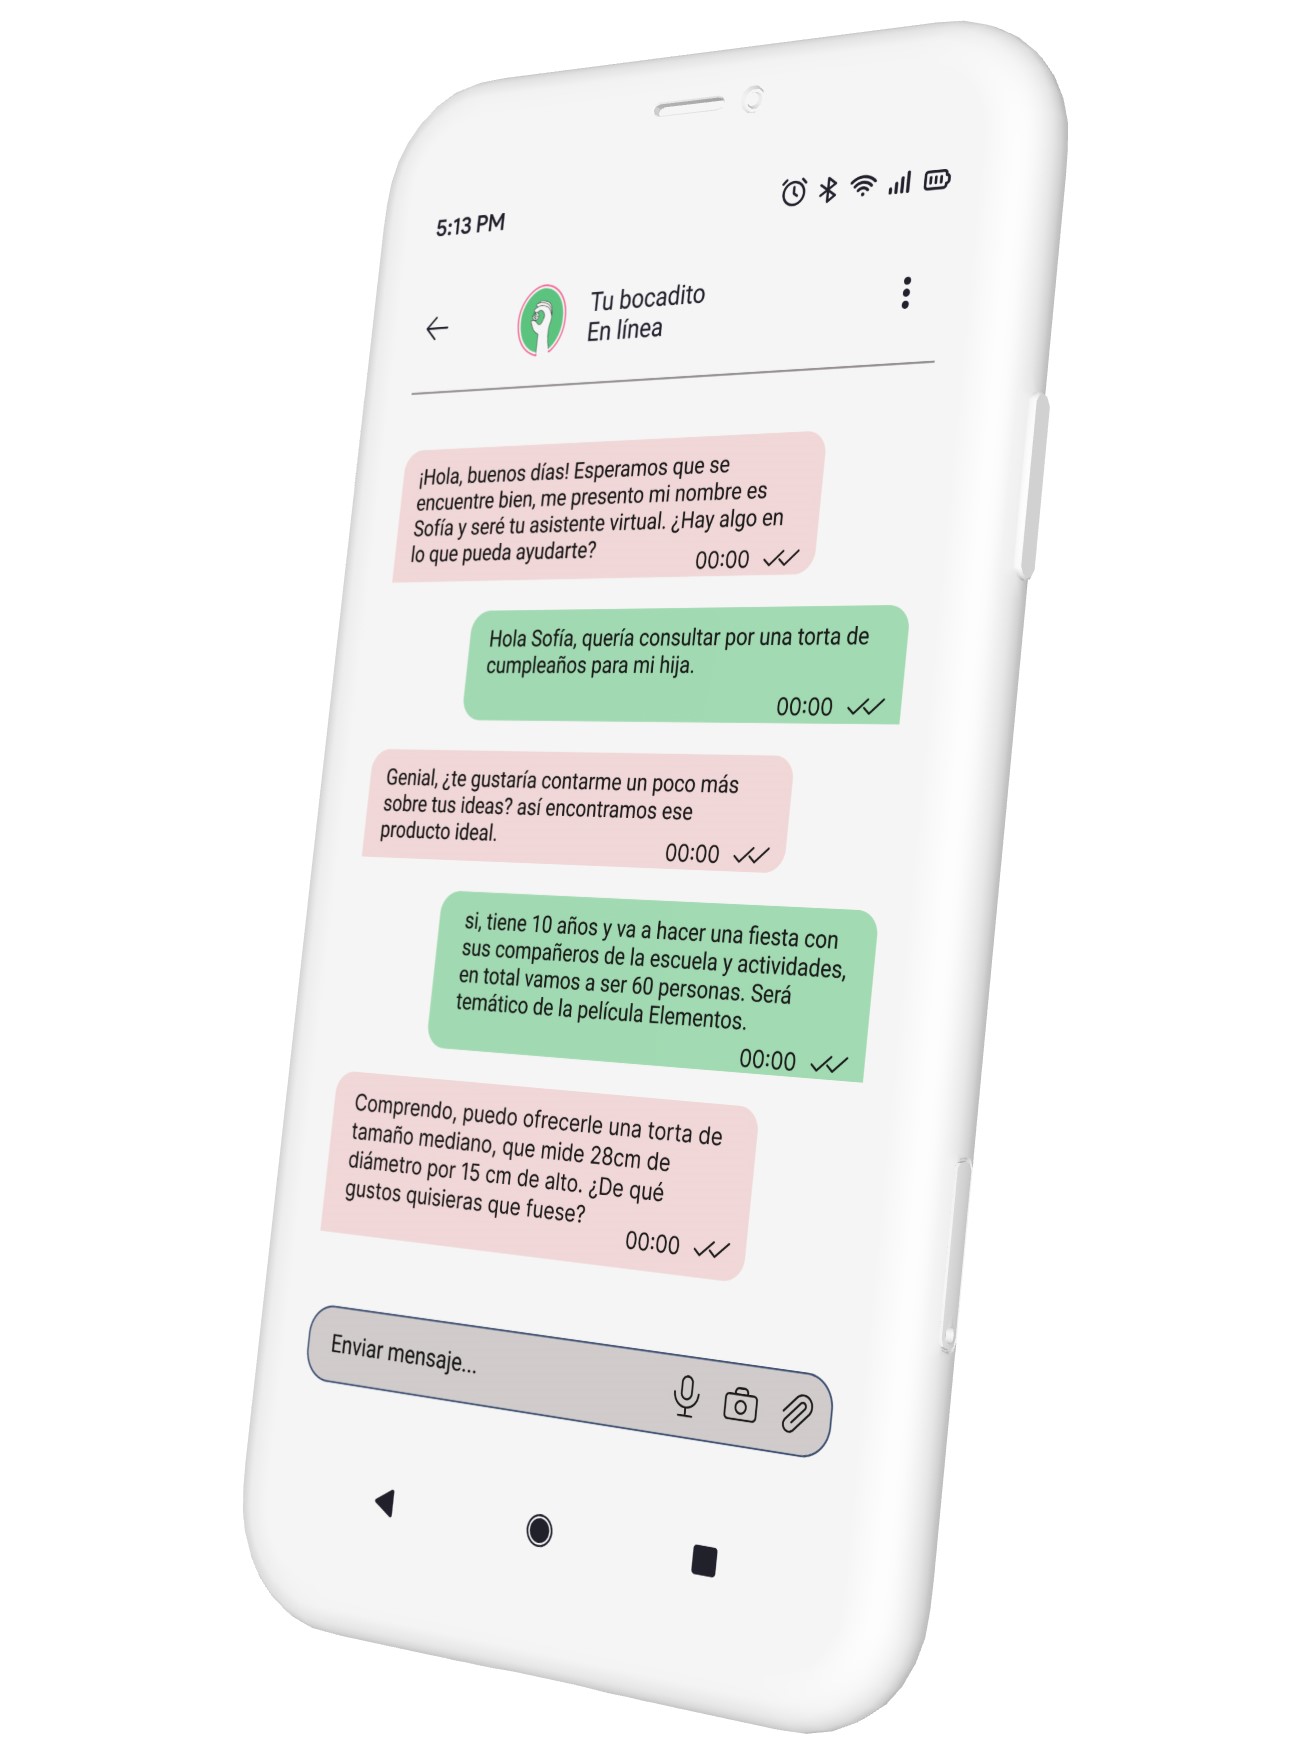 5:13 PM
Tu bocadito
En línea
¡Hola, buenos días! Esperamos que se
encuentre bien, me presento mi nombre es
Sofía y seré tu asistente virtual. ¿Hay algo en
lo que pueda ayudarte?
00:00
Hola Sofía, quería consultar por una torta de
cumpleaños para mi hija.
00:00
Genial, ¿te gustaría contarme un poco más
sobre tus ideas? así encontramos ese
producto ideal.
00:00
si, tiene 10 años y va a hacer una fiesta con
sus compañeros de la escuela y actividades,
en total vamos a ser 60 personas. Será
temático de la película Elementos.
00:00
Comprendo, puedo ofrecerle una torta de
tamaño mediano, que mide 28cm de
diámetro por 15 cm de alto. ¿De qué
gustos quisieras que fuese?
00:00
Enviar mensaje...